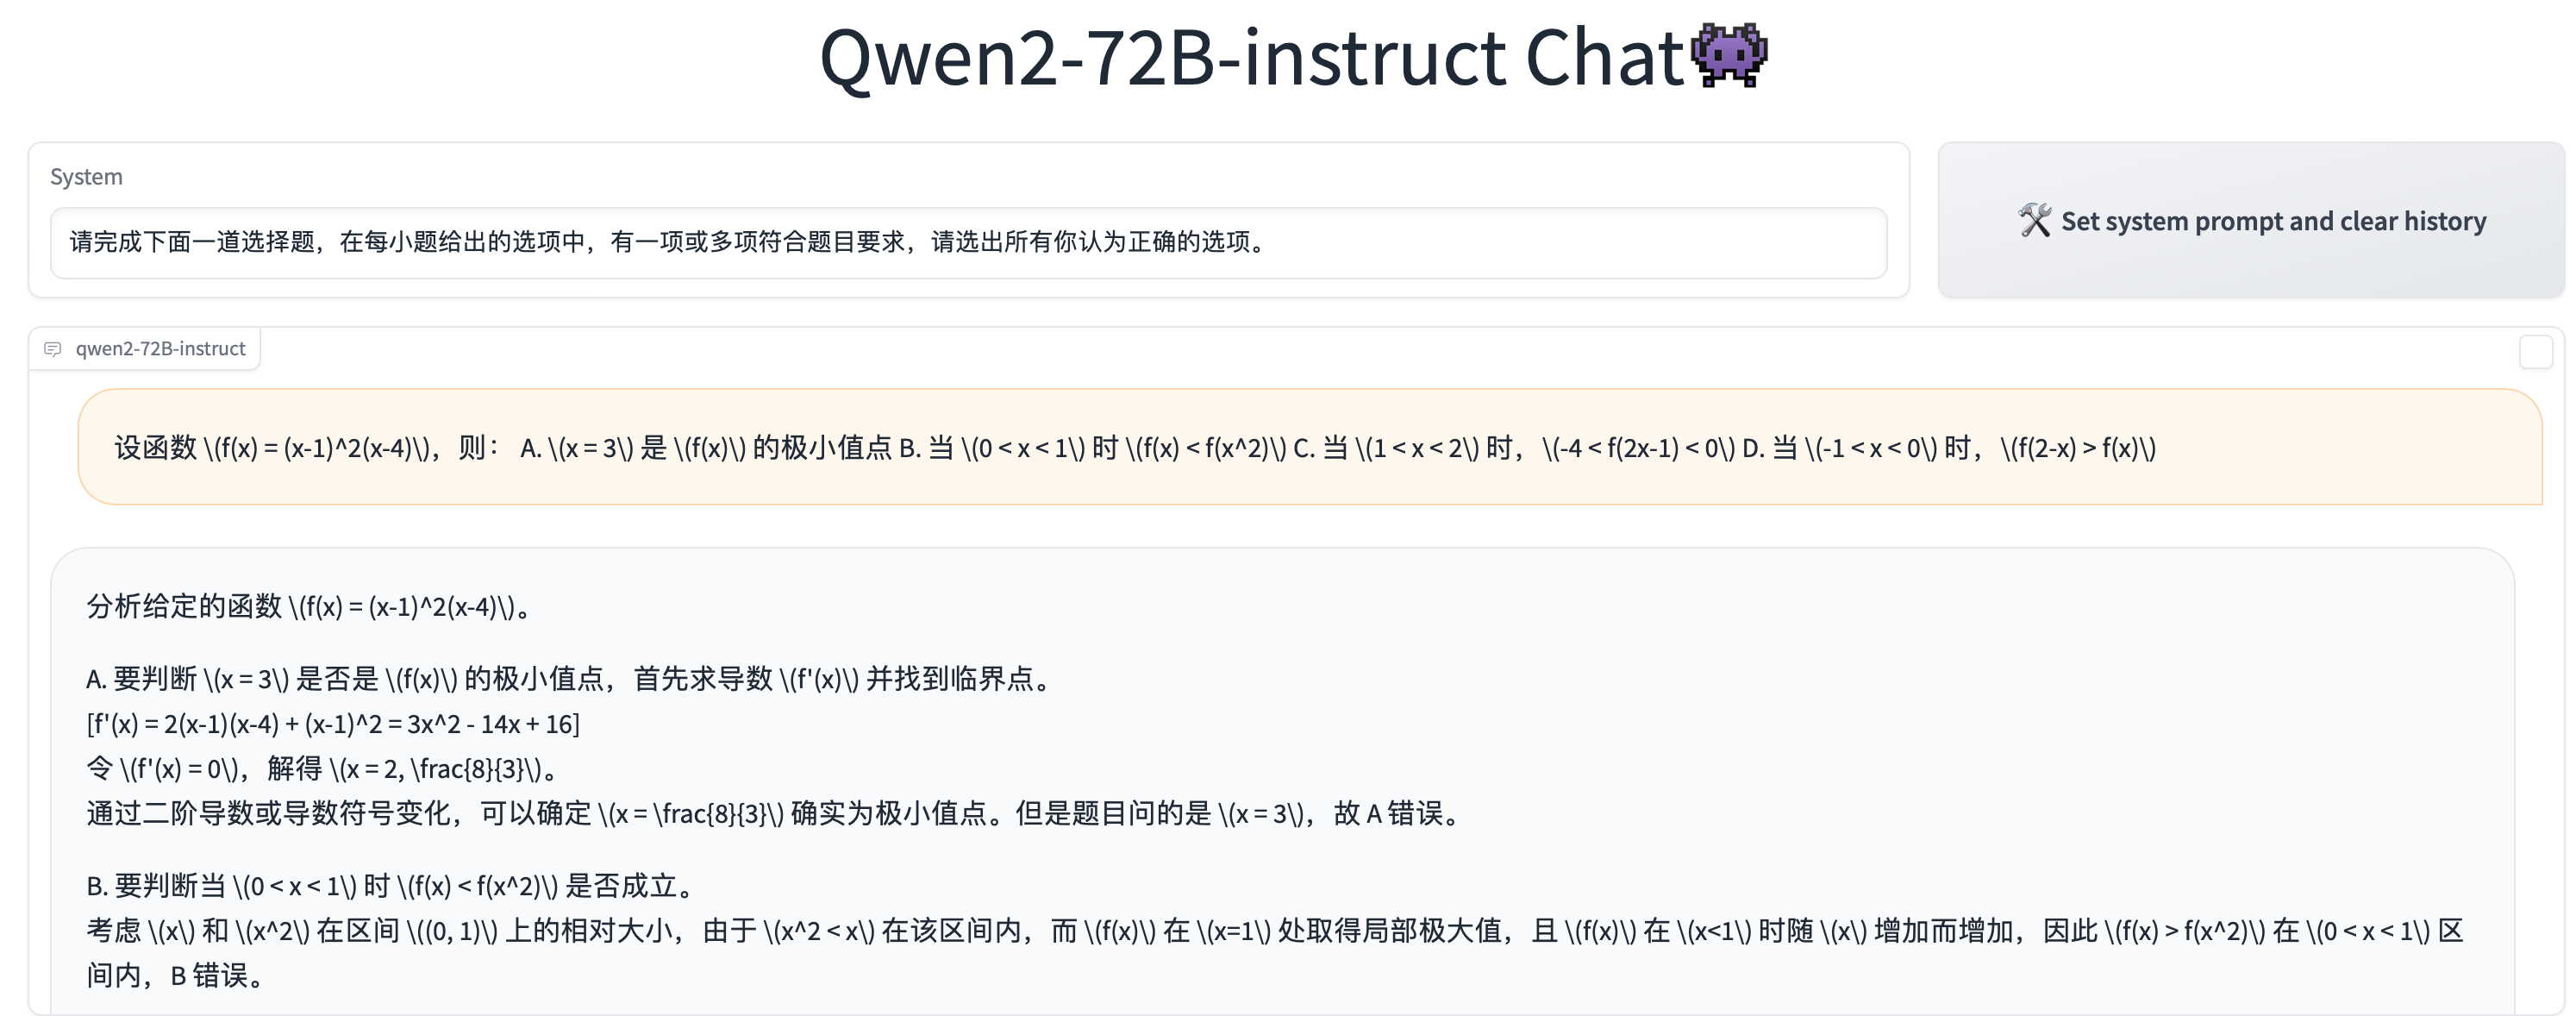 Qwen2-72B-instruct Chat👾
System
请完成下面一道选择题，在每小题给出的选项中，有一项或多项符合题目要求，请选出所有你认为正确的选项。
🛠️ Set system prompt and clear history
qwen2-72B-instruct
设函数 \(f(x) = (x-1)^2(x-4)\)，则： A. \(x = 3\) 是 \(f(x)\) 的极小值点 B. 当 \(0 < x < 1\) 时 \(f(x) < f(x^2)\) C. 当 \(1 < x < 2\) 时，\(-4 < f(2x-1) < 0\) D. 当 \(-1 < x < 0\) 时，\(f(2-x) > f(x)\)
分析给定的函数 \(f(x) = (x-1)^2(x-4)\)。
A. 要判断 \(x = 3\) 是否是 \(f(x)\) 的极小值点，首先求导数 \(f'(x)\) 并找到临界点。
[f'(x) = 2(x-1)(x-4) + (x-1)^2 = 3x^2 - 14x + 16]
令 \(f'(x) = 0\)，解得 \(x = 2, \frac{8}{3}\)。
通过二阶导数或导数符号变化，可以确定 \(x = \frac{8}{3}\) 确实为极小值点。但是题目问的是 \(x = 3\)，故 A 错误。
B. 要判断当 \(0 < x < 1\) 时 \(f(x) < f(x^2)\) 是否成立。
考虑 \(x\) 和 \(x^2\) 在区间 \((0, 1)\) 上的相对大小，由于 \(x^2 < x\) 在该区间内，而 \(f(x)\) 在 \(x=1\) 处取得局部极大值，且 \(f(x)\) 在 \(x<1\) 时随 \(x\) 增加而增加，因此 \(f(x) > f(x^2)\) 在 \(0 < x < 1\) 区
间内，B 错误。